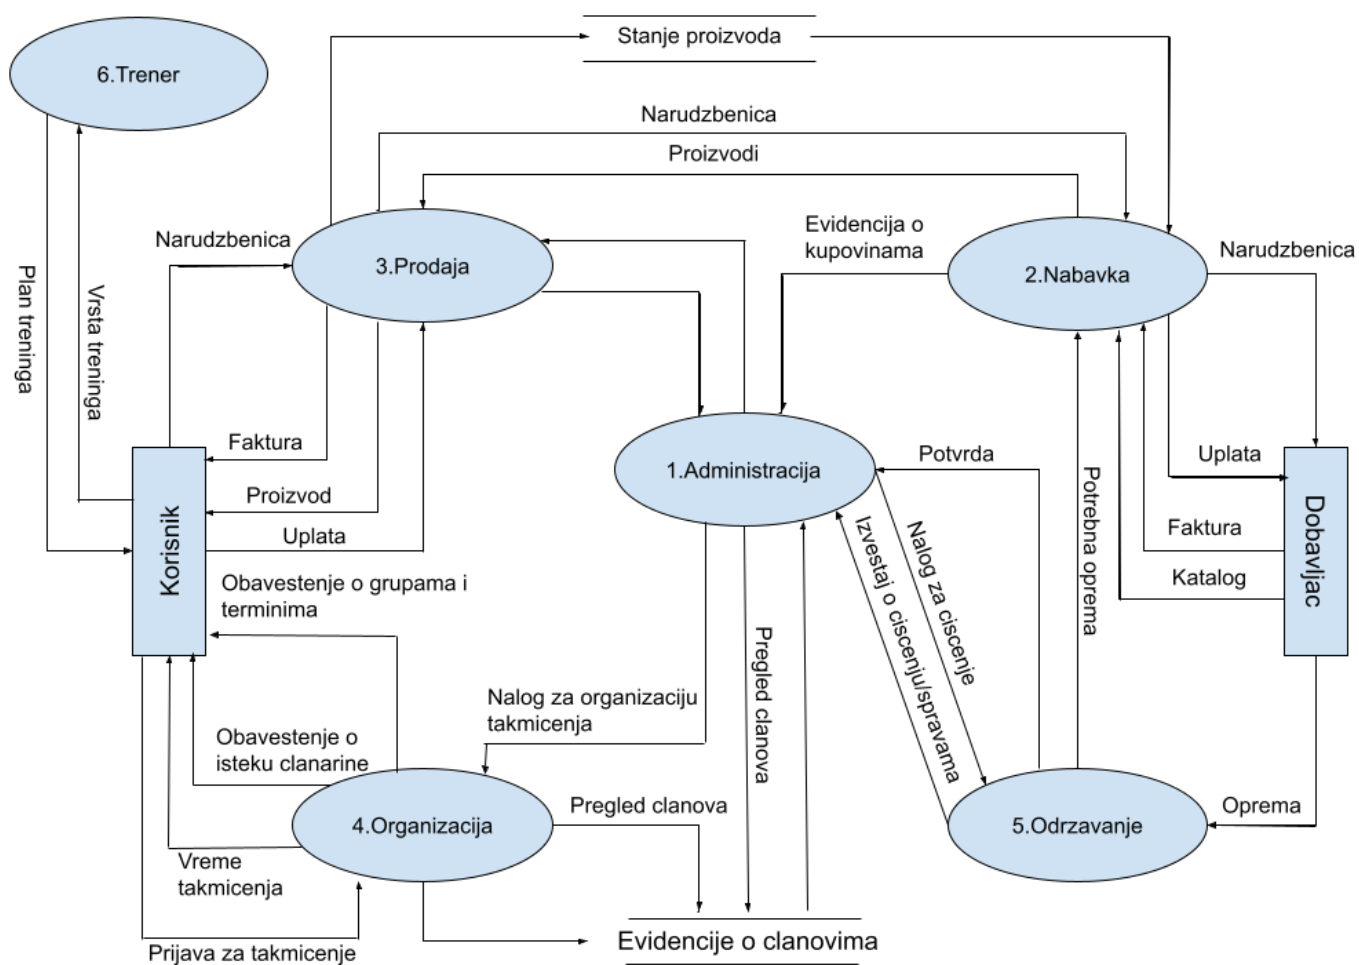 Stanje proizvoda
6.Trener
Narudzbenica
Proizvodi
Evidencija o
kupovinama
Narudzbenica
Narudzbenica
3.Prodaja
2.Nabavka
Plan treninga
Vrsta treninga
Faktura
Proizvod
Uplata
Korisnik
1.Administracija
Potvrda
Potrebna oprema
Uplata
Faktura
Katalog
Dobavljac
Obavestenje o grupama i
terminima
Izvestaj o ciscenju/spravama
Nalog za ciscenje
Pregled clanova
Nalog za organizaciju
takmicenja
Obavestenje o
isteku clanarine
Pregled clanova
4.Organizacija
5.Odrzavanje
Oprema
Vreme
takmicenja
Prijava za takmicenje
Evidencije o clanovima